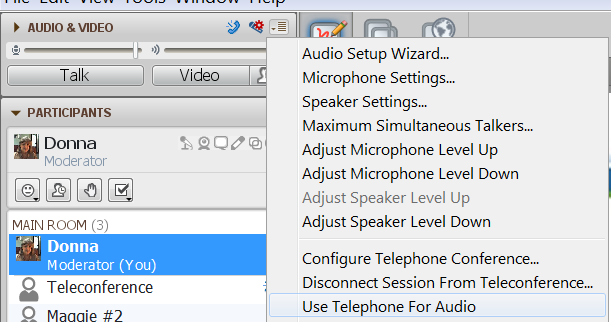 File Edit View Tools Window Help
AUDIO & VIDEO
Talk
Video
PARTICIPANTS
Donna
Moderator
MAIN ROOM (3)
Donna
Moderator (You)
Teleconference
Maggie #2
Audio Setup Wizard...
Microphone Settings...
Speaker Settings...
Maximum Simultaneous Talkers...
Adjust Microphone Level Up
Adjust Microphone Level Down
Adjust Speaker Level Up
Adjust Speaker Level Down
Configure Telephone Conference...
Disconnect Session From Teleconference...
Use Telephone For Audio